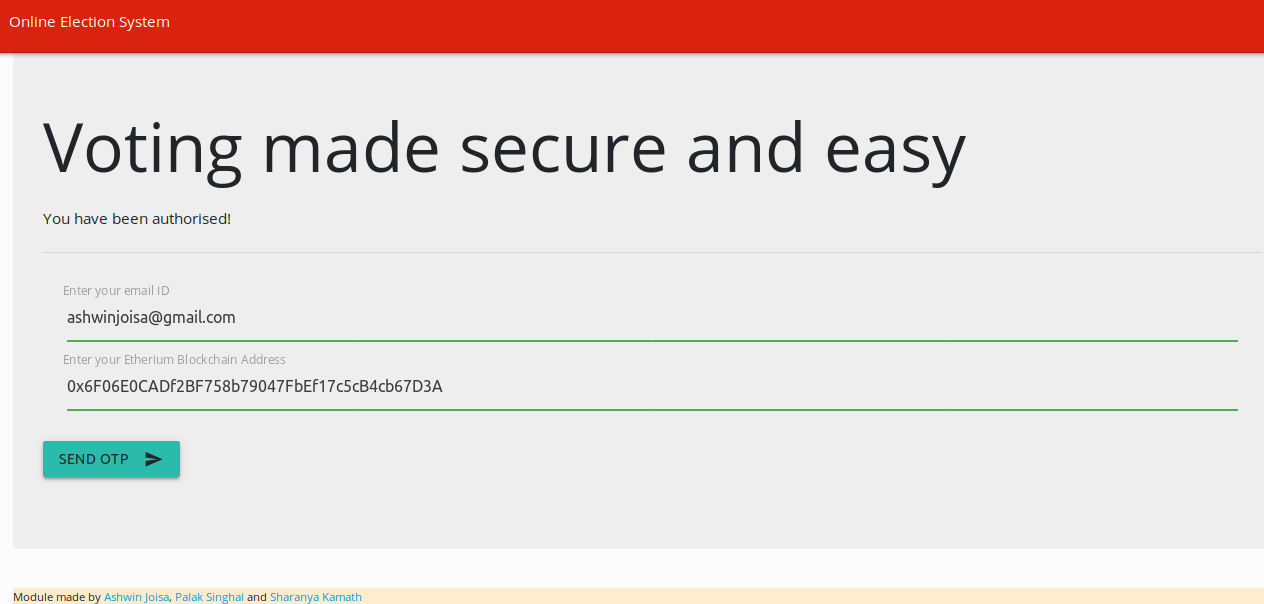 Online Election System
Voting made secure and easy
You have been authorised!
Enter your email ID
ashwinjoisa@gmail.com
Enter your Etherium Blockchain Address
0x6F06E0CADf2BF758b79047FbEf17c5cB4cb67D3A
SEND OTP
Module made by Ashwin Joisa, Palak Singhal and Sharanya Kamath